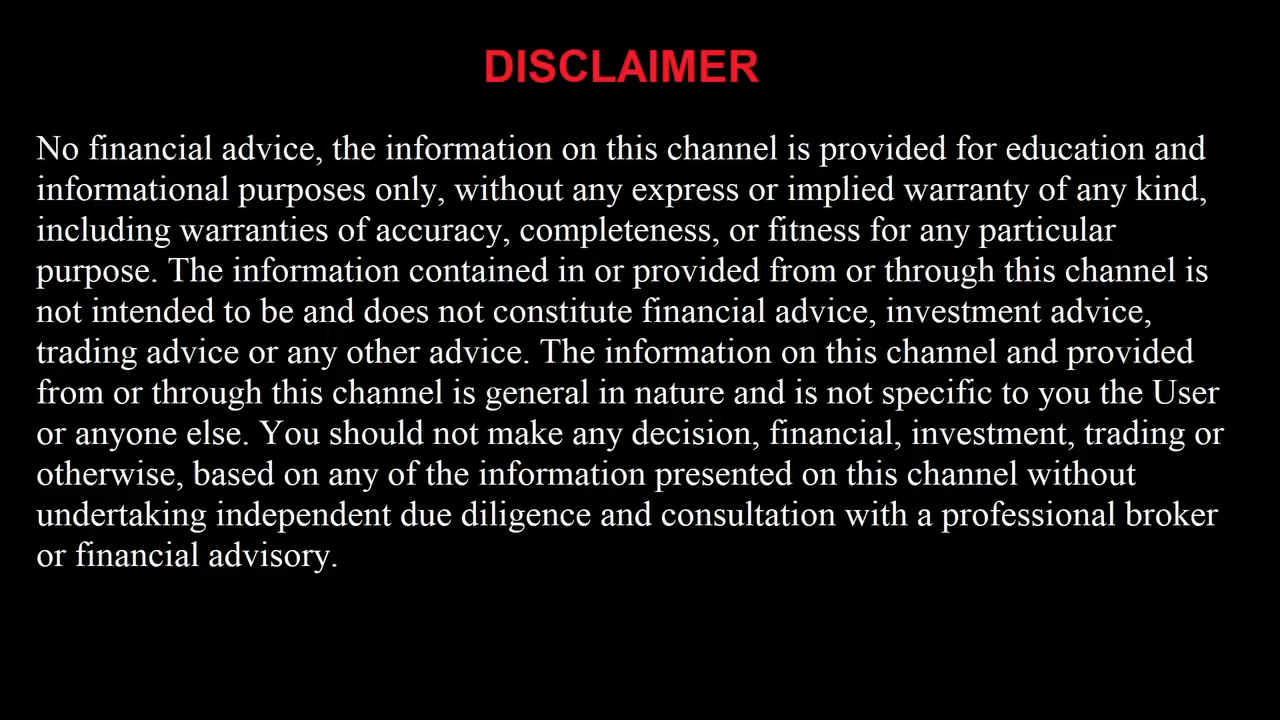 DISCLAIMER
No financial advice, the information on this channel is provided for education and
informational purposes only, without any express or implied warranty of any kind,
including warranties of accuracy, completeness, or fitness for any particular
purpose. The information contained in or provided from or through this channel is
not intended to be and does not constitute financial advice, investment advice,
trading advice or any other advice. The information on this channel and provided
from or through this channel is general in nature and is not specific to you the User
or anyone else. You should not make any decision, financial, investment, trading or
otherwise, based on any of the information presented on this channel without
undertaking independent due diligence and consultation with a professional broker
or financial advisory.